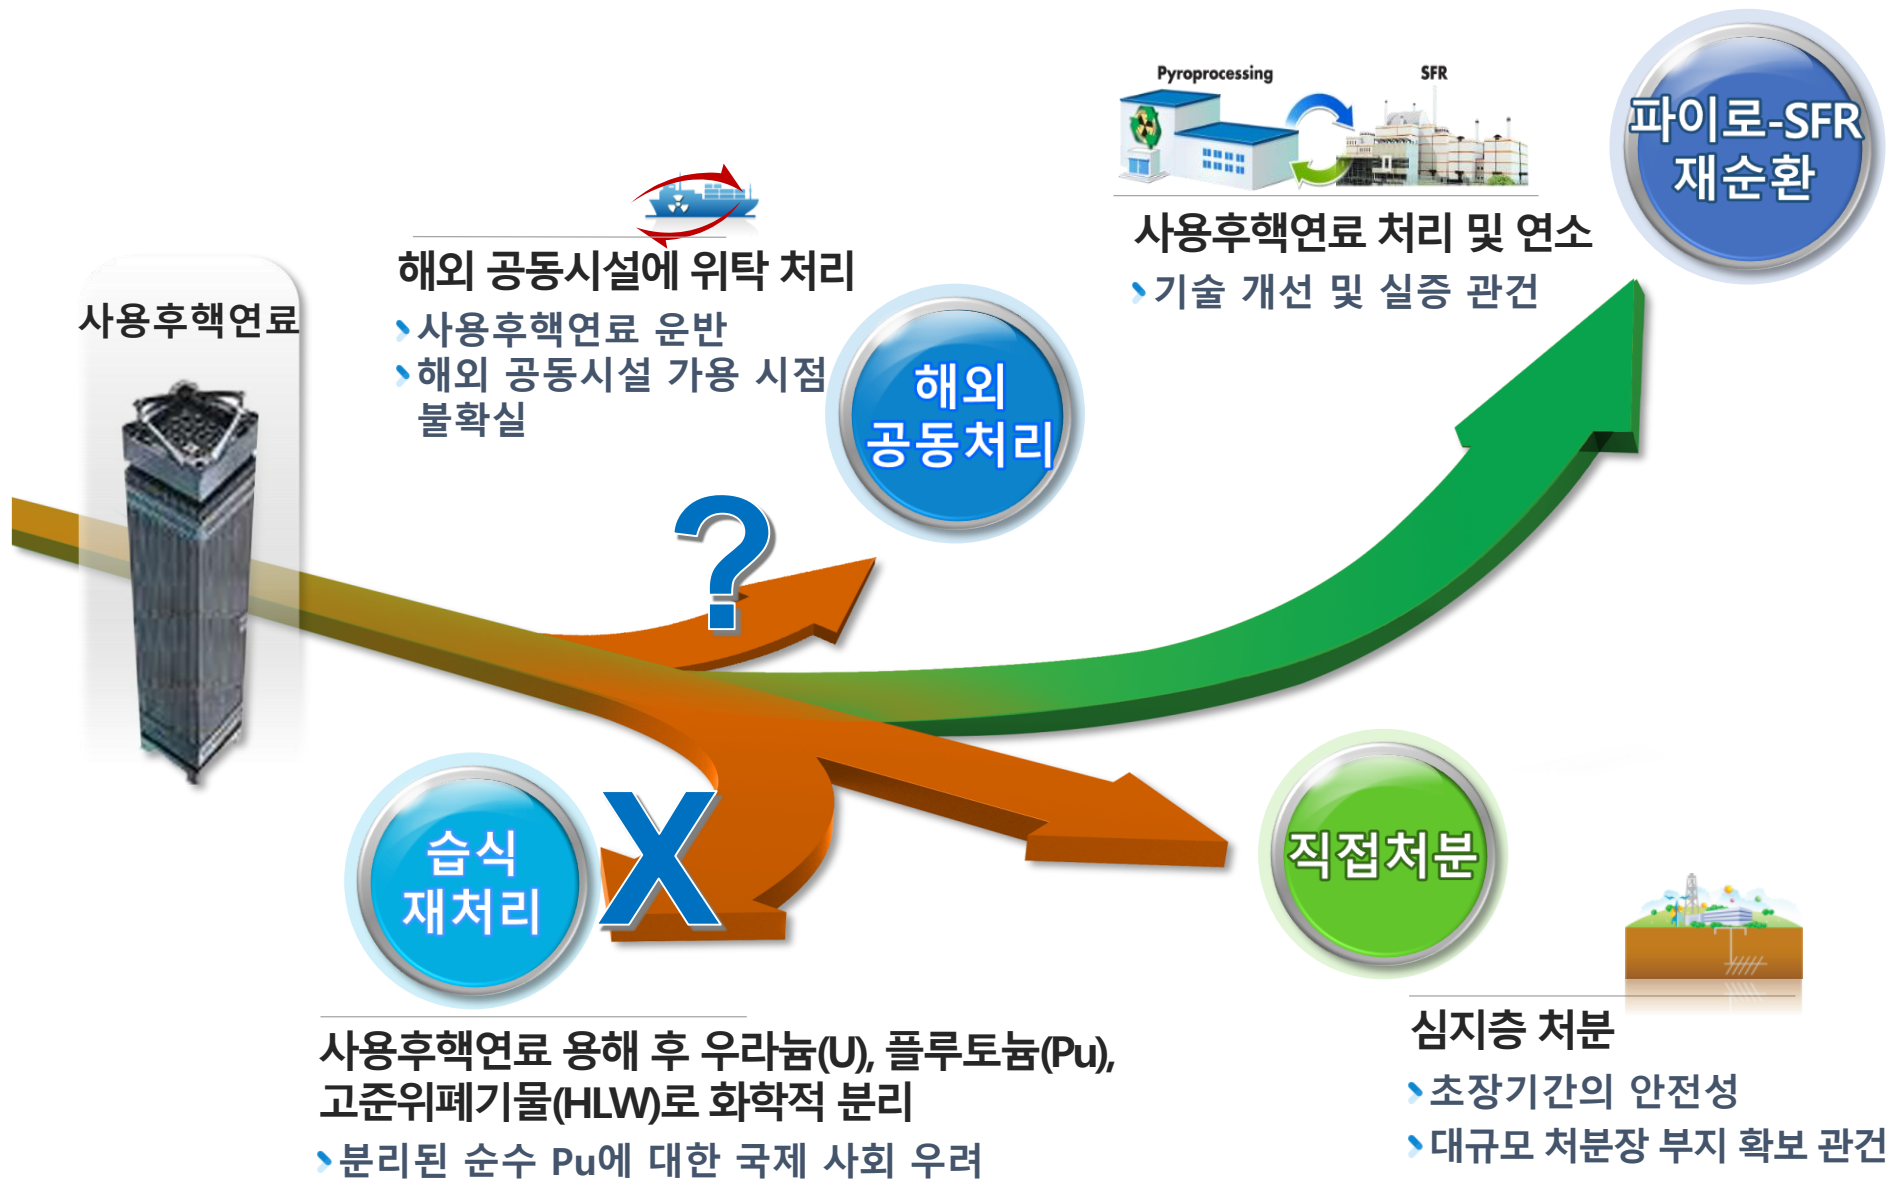 Pyroprocessing
SFR
파이로-SFR
재순환
사용후핵연료 처리 및 연소
기술 개선 및 실증 관건
해외 공동시설에 위탁 처리
사용후핵연료 운반
해외 공동시설 가용 시점
불확실
해외
공동처리
사용후핵연료
?
X
습식
재처리
직접처분
사용후핵연료 용해 후 우라늄(U), 플루토늄(Pu),
고준위폐기물(HLW)로 화학적 분리
분리된 순수 Pu에 대한 국제 사회 우려
심지층 처분
초장기간의 안전성
대규모 처분장 부지 확보 관건